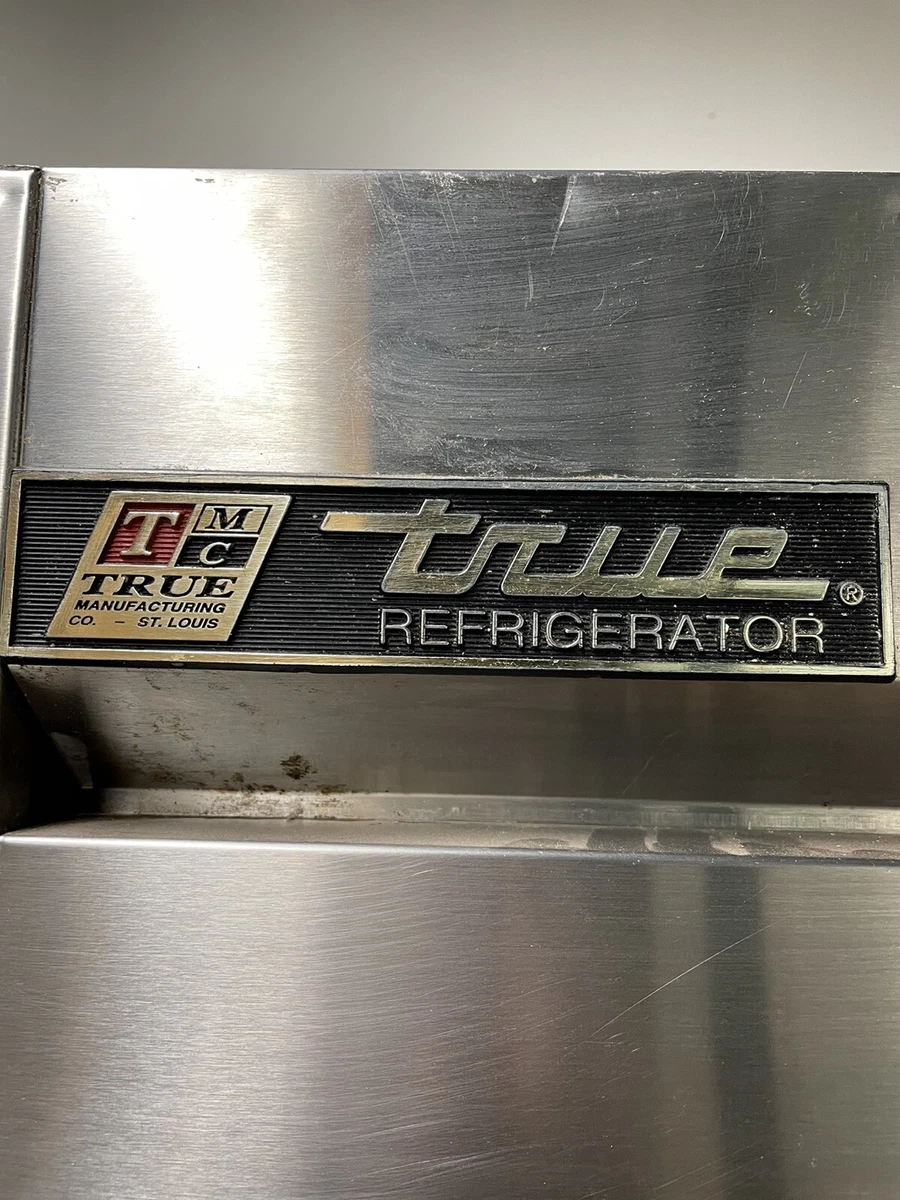 T M
C
TRUE
MANUFACTURING
CO. – ST. LOUIS
true®
REFRIGERATOR